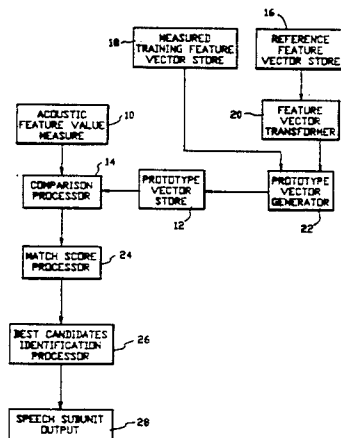 16
18
MEASURED
TRAINING FEATURE
VECTOR STORE
REFERENCE
FEATURE
VECTOR STORE
20
FEATURE
VECTOR
TRANSFORMER
ACOUSTIC
FEATURE VALUE
MEASURE
10
14
COMPARISON
PROCESSOR
PROTOTYPE
VECTOR
STORE
12
PROTOTYPE
VECTOR
GENERATOR
22
MATCH SCORE
PROCESSOR
24
BEST CANDIDATES
IDENTIFICATION
PROCESSOR
26
SPEECH SUBUNIT
OUTPUT
28